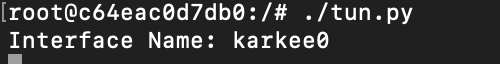 [root@c64eac0d7db0:/# ./tun.py
Interface Name: karkee0